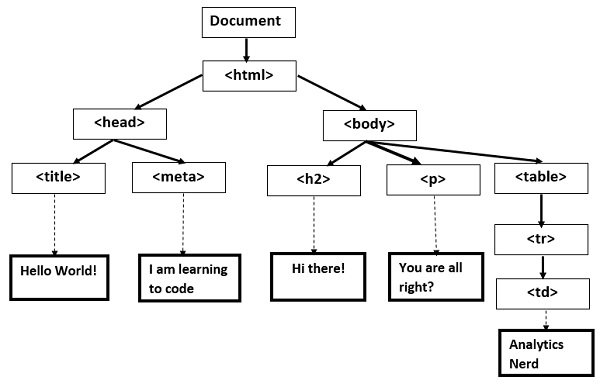 Document
<html>
<head>
<body>
<title>
<meta>
<h2>
<p>
<table>
Hello World!
I am learning
to code
Hi there!
You are all
right?
<tr>
<td>
Analytics
Nerd